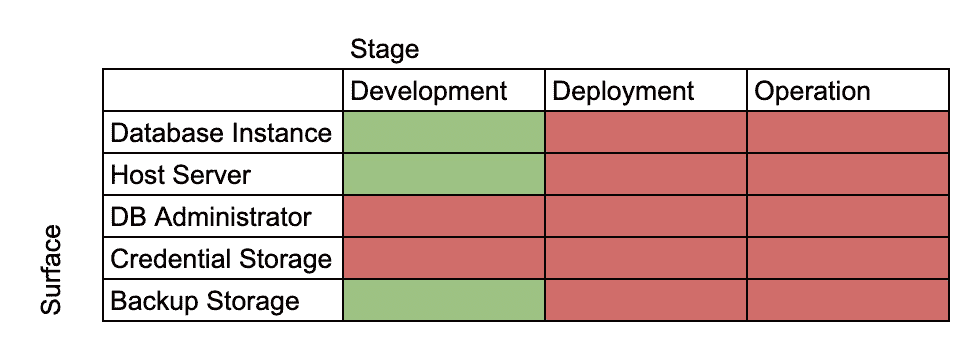 Stage
Development Deployment Operation
Database Instance
Host Server
DB Administrator
Credential Storage
Backup Storage
Surface